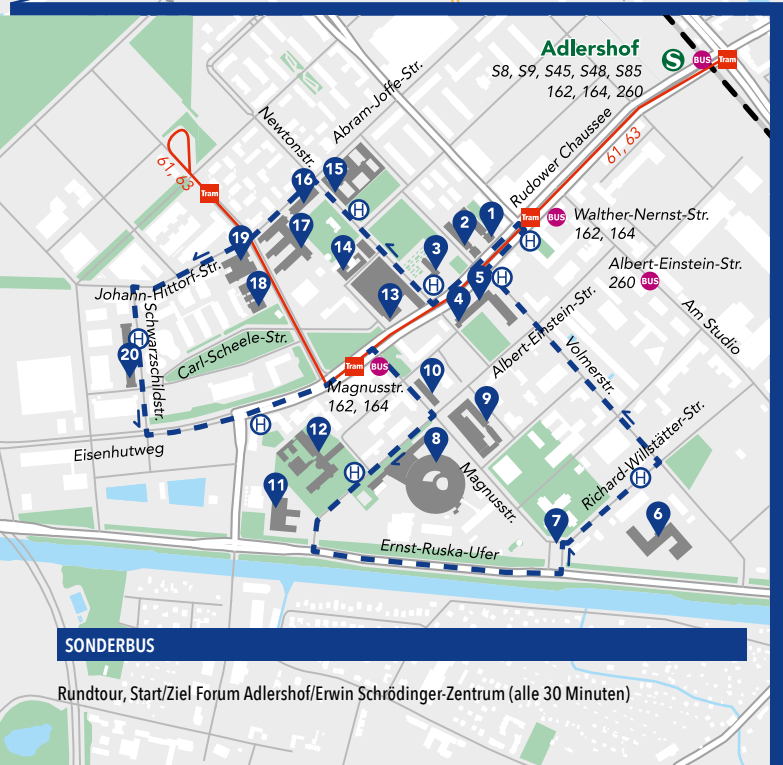 Adlershof
S
BUS
Tram
S8, S9, S45, S48, S85
162, 164, 260
Abram-Joffe-Str.
Newtonstr.
Rudower Chaussee
61, 63
61, 63
Tram
15
16
H
1
2
Tram
BUS
Walther-Nernst-Str.
162, 164
H
17
19
14
3
Albert-Einstein-Str.
260
BUS
Johann-Hittorf-Str.
18
5
H
H
4
13
Am Studio
Schwarzschildstr.
H
20
Carl-Scheele-Str.
Albert-Einstein-Str.
Volmerstr.
Tram
BUS
Magnusstr.
162, 164
10
9
H
12
8
Eisenhutweg
Richard-Willstätter-Str.
H
H
11
Magnusstr.
7
6
Ernst-Ruska-Ufer
SONDERBUS
Rundtour, Start/Ziel Forum Adlershof/Erwin Schrödinger-Zentrum (alle 30 Minuten)